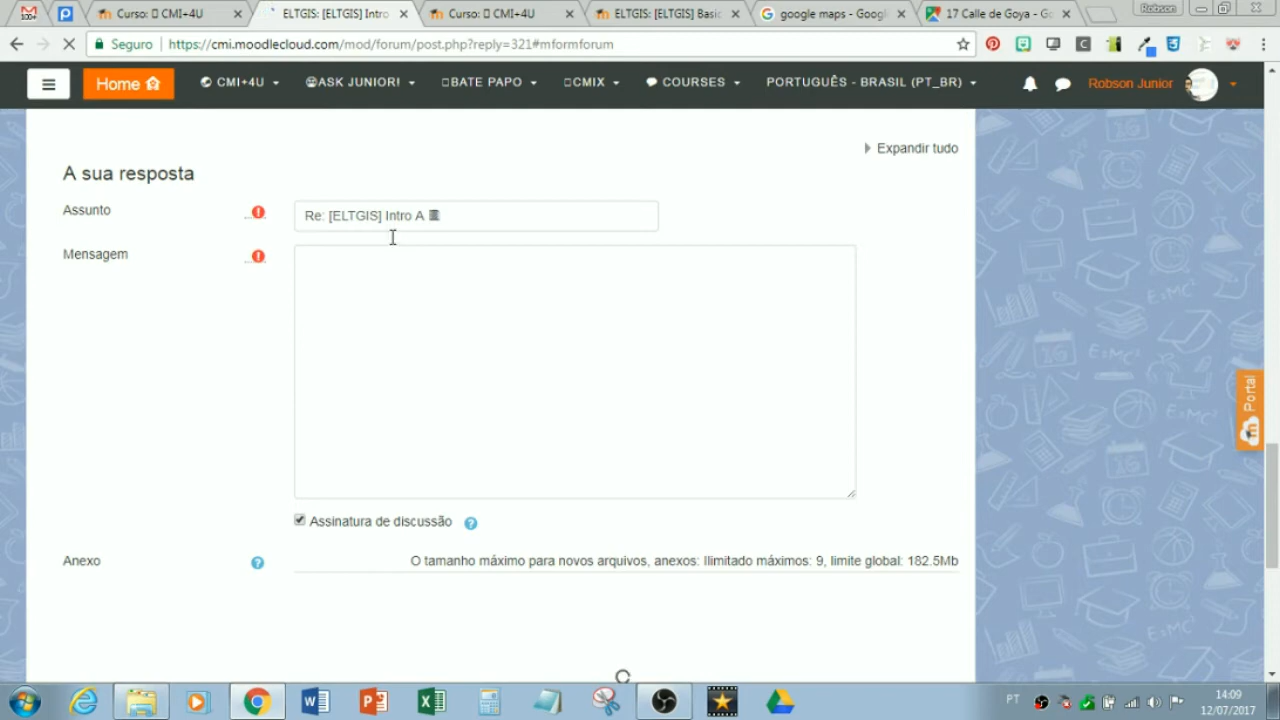 Robson
Curso: CMI+4U
ELTGIS: [ELTGIS] Intro
Curso: CMI+4U
ELTGIS: [ELTGIS] Basic
google maps - Google
17 Calle de Goya - Go
Seguro
https://cmi.moodlecloud.com/mod/forum/post.php?reply=321#mformforum
Home
CMI+4U
ASK JUNIOR!
BATE PAPO
CMIX
COURSES
PORTUGUÊS - BRASIL (PT_BR)
Robson Junior
Expandir tudo
A sua resposta
Assunto
Re: [ELTGIS] Intro A
Mensagem
Portal
Assinatura de discussão
Anexo
O tamanho máximo para novos arquivos, anexos: Ilimitado máximos: 9, limite global: 182.5Mb
PT
14:09
12/07/2017